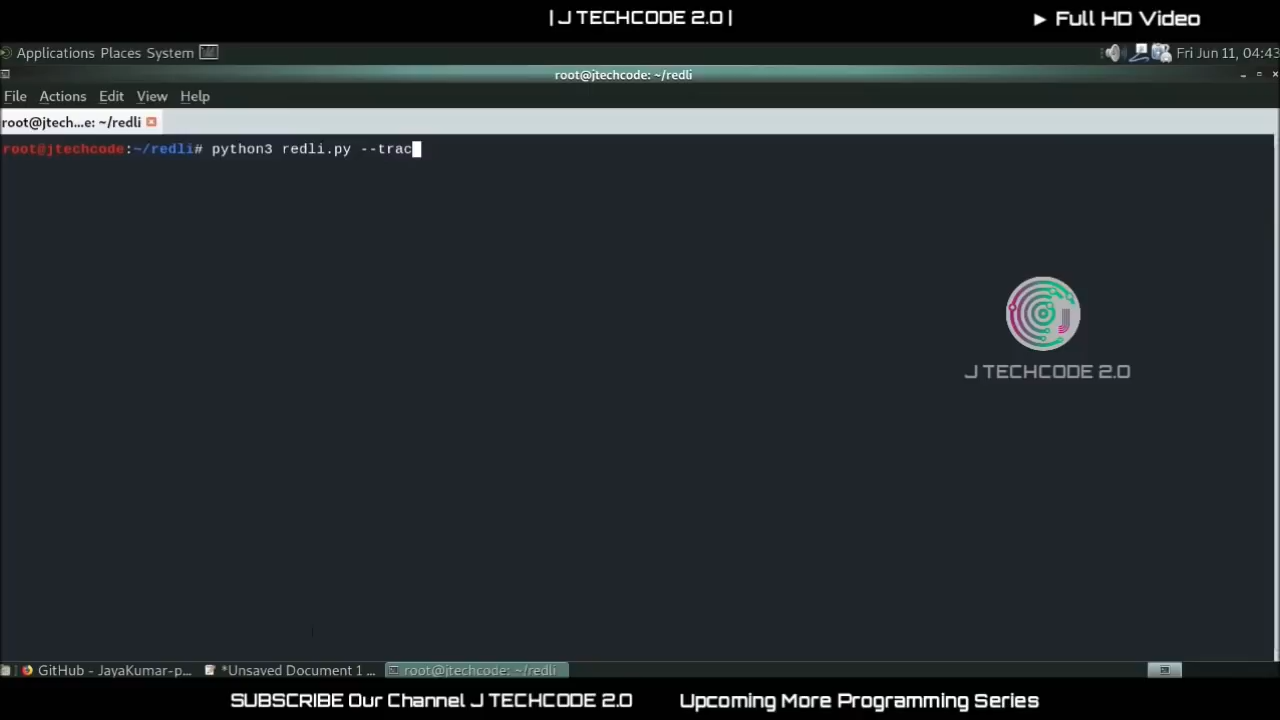 | J TECHCODE 2.0 |
► Full HD Video
Applications Places System
Fri Jun 11, 04:43
root@jtechcode: ~/redli
File Actions Edit View Help
root@jtech...e: ~/redli
root@jtechcode:~/redli# python3 redli.py --trac
J
J TECHCODE 2.0
GitHub - JayaKumar-p...
*Unsaved Document 1 ...
root@jtechcode: ~/redli
SUBSCRIBE Our Channel J TECHCODE 2.0
Upcoming More Programming Series